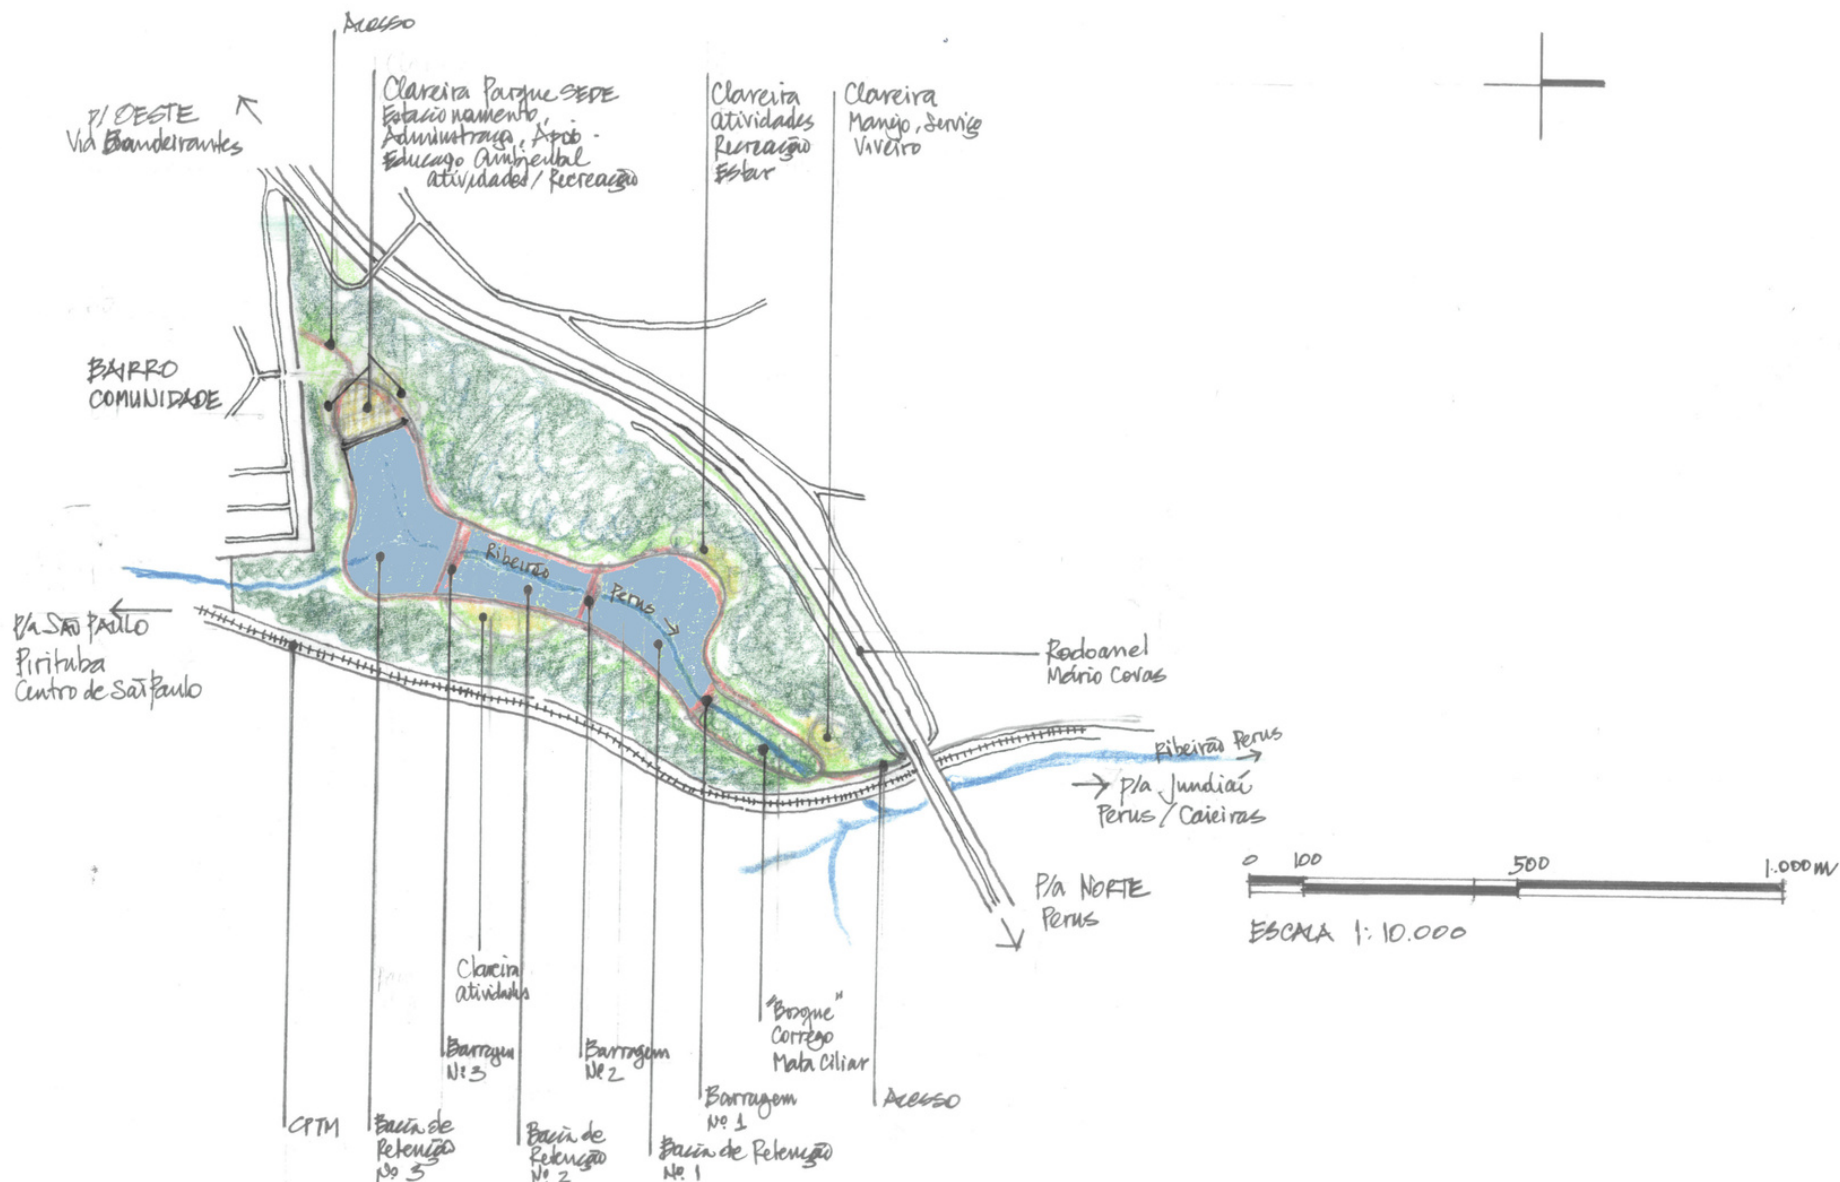 Acesso
p/ OESTE
Via Bandeirantes
Clareira Parque SEDE
Estacionamento,
Administração, Apoio -
Educação Ambiental
atividades / Recreação
Clareira
atividades
Recreação
Estar
Clareira
Manejo, Serviço
Viveiro
BAIRRO
COMUNIDADE
Ribeirão
Perus
P/a SÃO PAULO
Pirituba
Centro de São Paulo
Rodoanel
Mário Covas
Ribeirão Perus
p/a Jundiaí
Perus / Caieiras
P/a NORTE
Perus
0 100 500 1.000m
ESCALA 1:10.000
Clareira
atividades
"Bosque"
Corrego
Mata Ciliar
Barragem
Nº 3
Barragem
Nº 2
Barragem
Nº 1
Acesso
CPTM
Bacia de
Retenção
Nº 3
Bacia de
Retenção
Nº 2
Bacia de Retenção
Nº 1